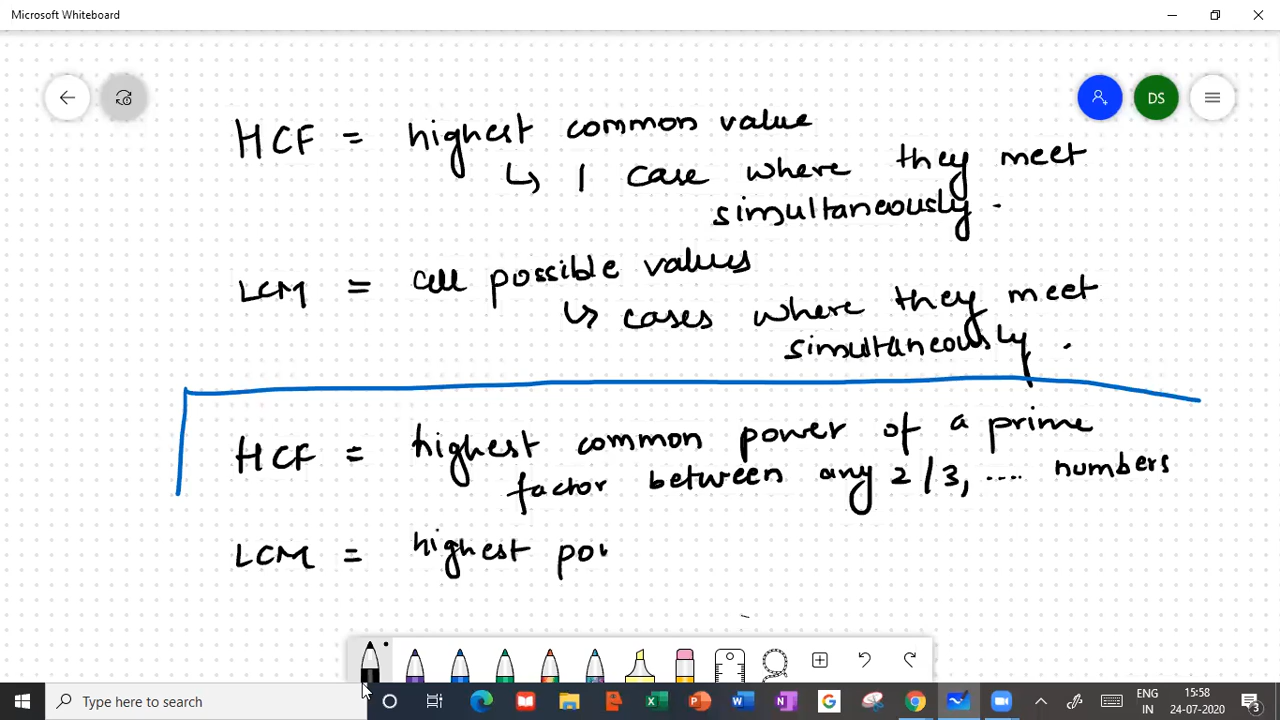 Microsoft Whiteboard
DS
HCF = highest common value
↳ 1 case where they meet
simultaneously.
LCM = all possible values
↳ cases where they meet
simultaneously.
HCF = highest common power of a prime
factor between any 2/3, .... numbers
LCM = highest pow
Type here to search
ENG
IN
15:58
24-07-2020
3